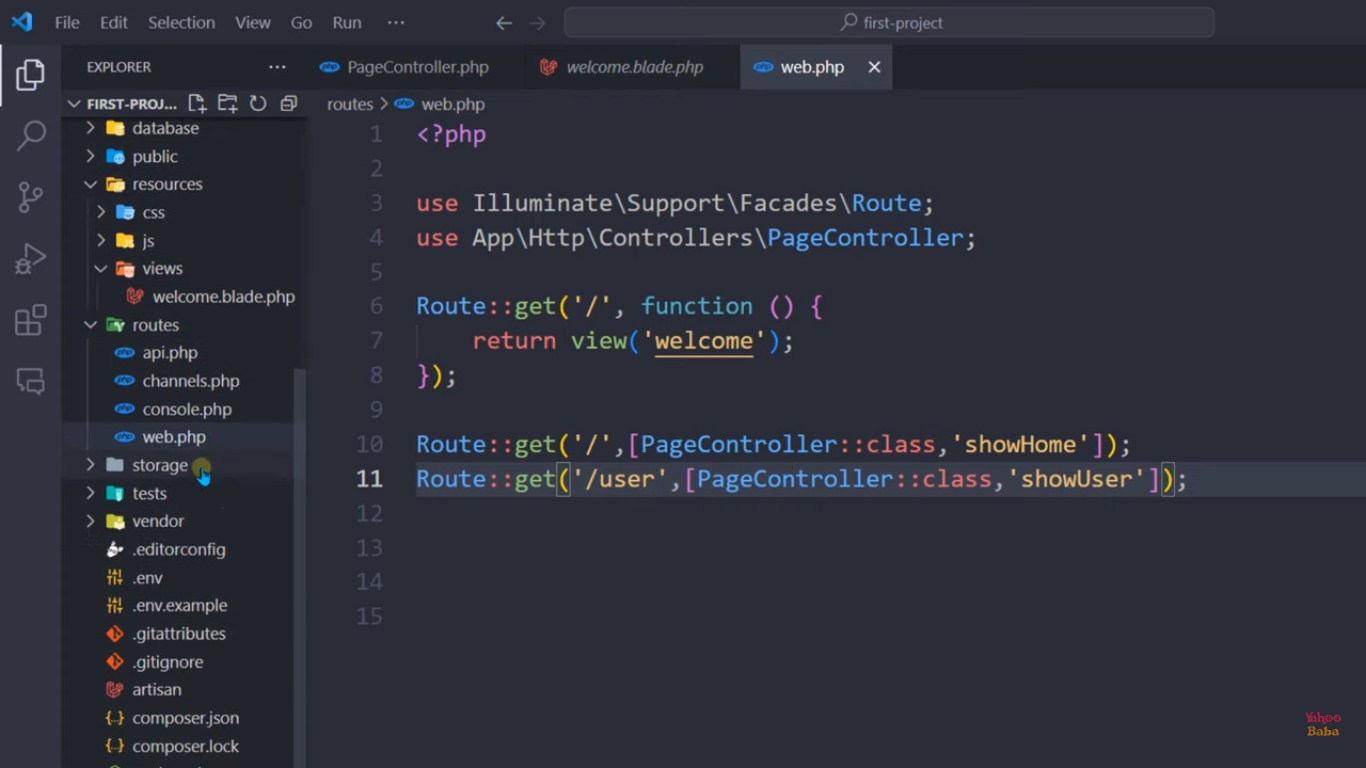 File Edit Selection View Go Run ···
first-project
EXPLORER ···
PageController.php
welcome.blade.php
web.php
FIRST-PROJ...
routes > web.php
database
public
resources
css
js
views
welcome.blade.php
routes
api.php
channels.php
console.php
web.php
storage
tests
vendor
.editorconfig
.env
.env.example
.gitattributes
.gitignore
artisan
composer.json
composer.lock
1 <?php
2
3 use Illuminate\Support\Facades\Route;
4 use App\Http\Controllers\PageController;
5
6 Route::get('/', function () {
7 return view('welcome');
8 });
9
10 Route::get('/',[PageController::class,'showHome']);
11 Route::get('/user',[PageController::class,'showUser']);
12
13
14
15
Yahoo
Baba